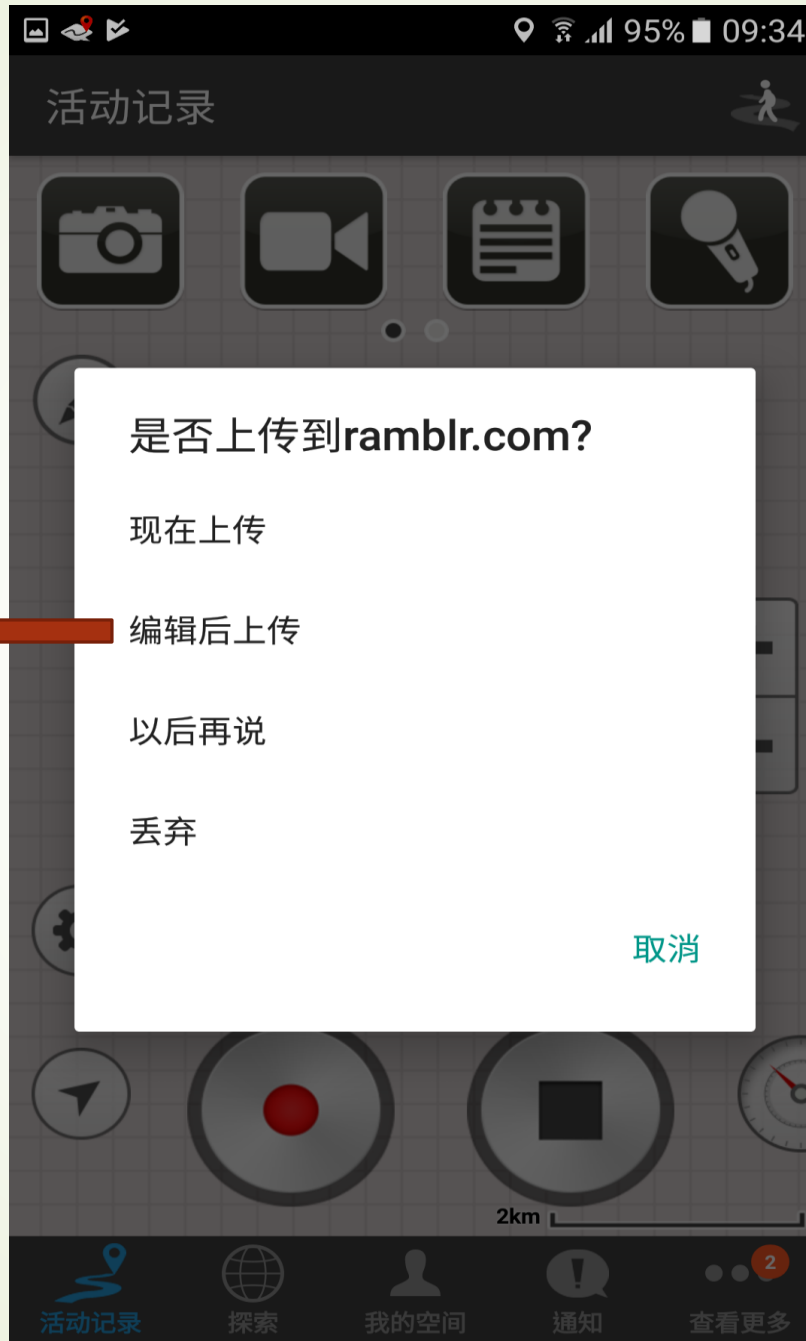 95% 09:34
活动记录
是否上传到ramblr.com?
现在上传
编辑后上传
以后再说
丢弃
取消
2km
2
活动记录 探索 我的空间 通知 查看更多